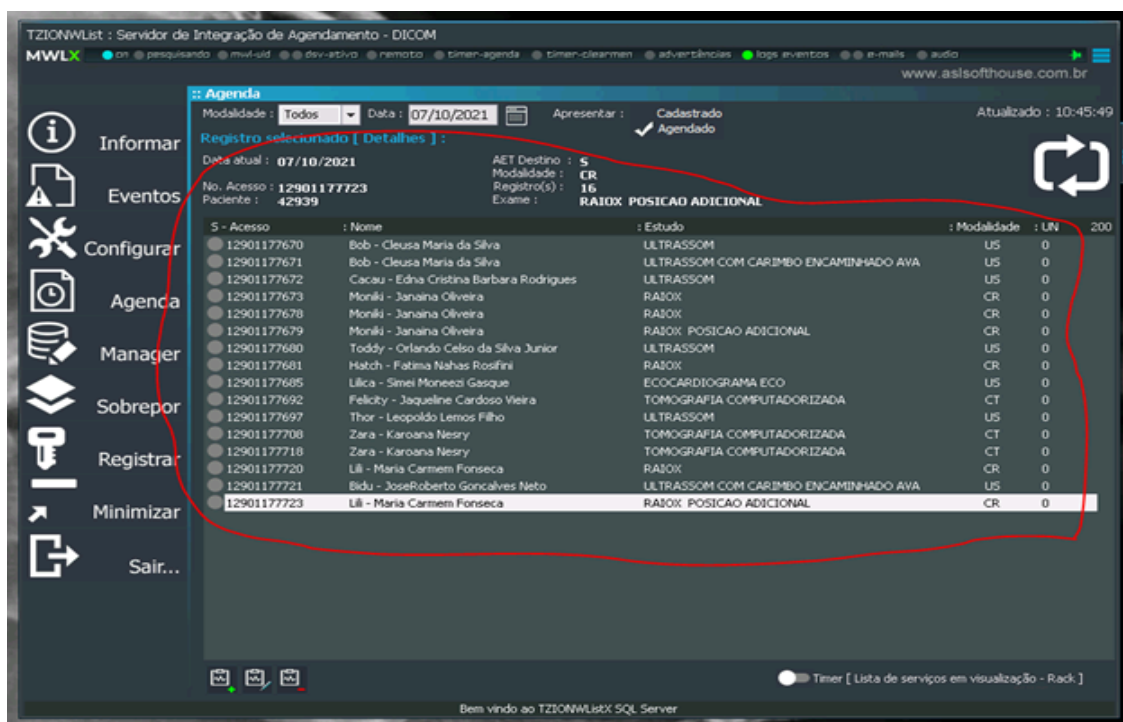 TZIONWList : Servidor de Integração de Agendamento - DICOM
MWLX on pesquisando mwl-uid dsv-ativo remoto timer-agenda timer-clearmen advertências logs eventos e-mails audio
www.aslsofthouse.com.br
:: Agenda
Modalidade : Todos Data : 07/10/2021 Apresentar : Cadastrado Atualizado : 10:45:49
Agendado
Informar
Registro selecionado [ Detalhes ] :
Data atual : 07/10/2021 AET Destino : S
Modalidade : CR
Eventos
No. Acesso : 12901177723 Registro(s) : 16
Paciente : 42939 Exame : RAIOX POSICAO ADICIONAL
S - Acesso : Nome : Estudo : Modalidade : UN 200
12901177670 Bob - Cleusa Maria da Silva ULTRASSOM US 0
Configurar
12901177671 Bob - Cleusa Maria da Silva ULTRASSOM COM CARIMBO ENCAMINHADO AVA US 0
12901177672 Cacau - Edna Cristina Barbara Rodrigues ULTRASSOM US 0
12901177673 Moniki - Janaina Oliveira RAIOX CR 0
Agenda
12901177678 Moniki - Janaina Oliveira RAIOX CR 0
12901177679 Moniki - Janaina Oliveira RAIOX POSICAO ADICIONAL CR 0
12901177680 Toddy - Orlando Celso da Silva Junior ULTRASSOM US 0
Manager
12901177681 Hatch - Fatima Nahas Rosifini RAIOX CR 0
12901177685 Lilica - Simei Moneezi Gasque ECOCARDIOGRAMA ECO US 0
12901177692 Felicity - Jaqueline Cardoso Vieira TOMOGRAFIA COMPUTADORIZADA CT 0
Sobrepor
12901177697 Thor - Leopoldo Lemos Filho ULTRASSOM US 0
12901177708 Zara - Karoana Nesry TOMOGRAFIA COMPUTADORIZADA CT 0
12901177718 Zara - Karoana Nesry TOMOGRAFIA COMPUTADORIZADA CT 0
Registrar
12901177720 Lili - Maria Carmem Fonseca RAIOX CR 0
12901177721 Bidu - JoseRoberto Goncalves Neto ULTRASSOM COM CARIMBO ENCAMINHADO AVA US 0
12901177723 Lili - Maria Carmem Fonseca RAIOX POSICAO ADICIONAL CR 0
Minimizar
Sair...
Timer [ Lista de serviços em visualização - Rack ]
Bem vindo ao TZIONWListX SQL Server